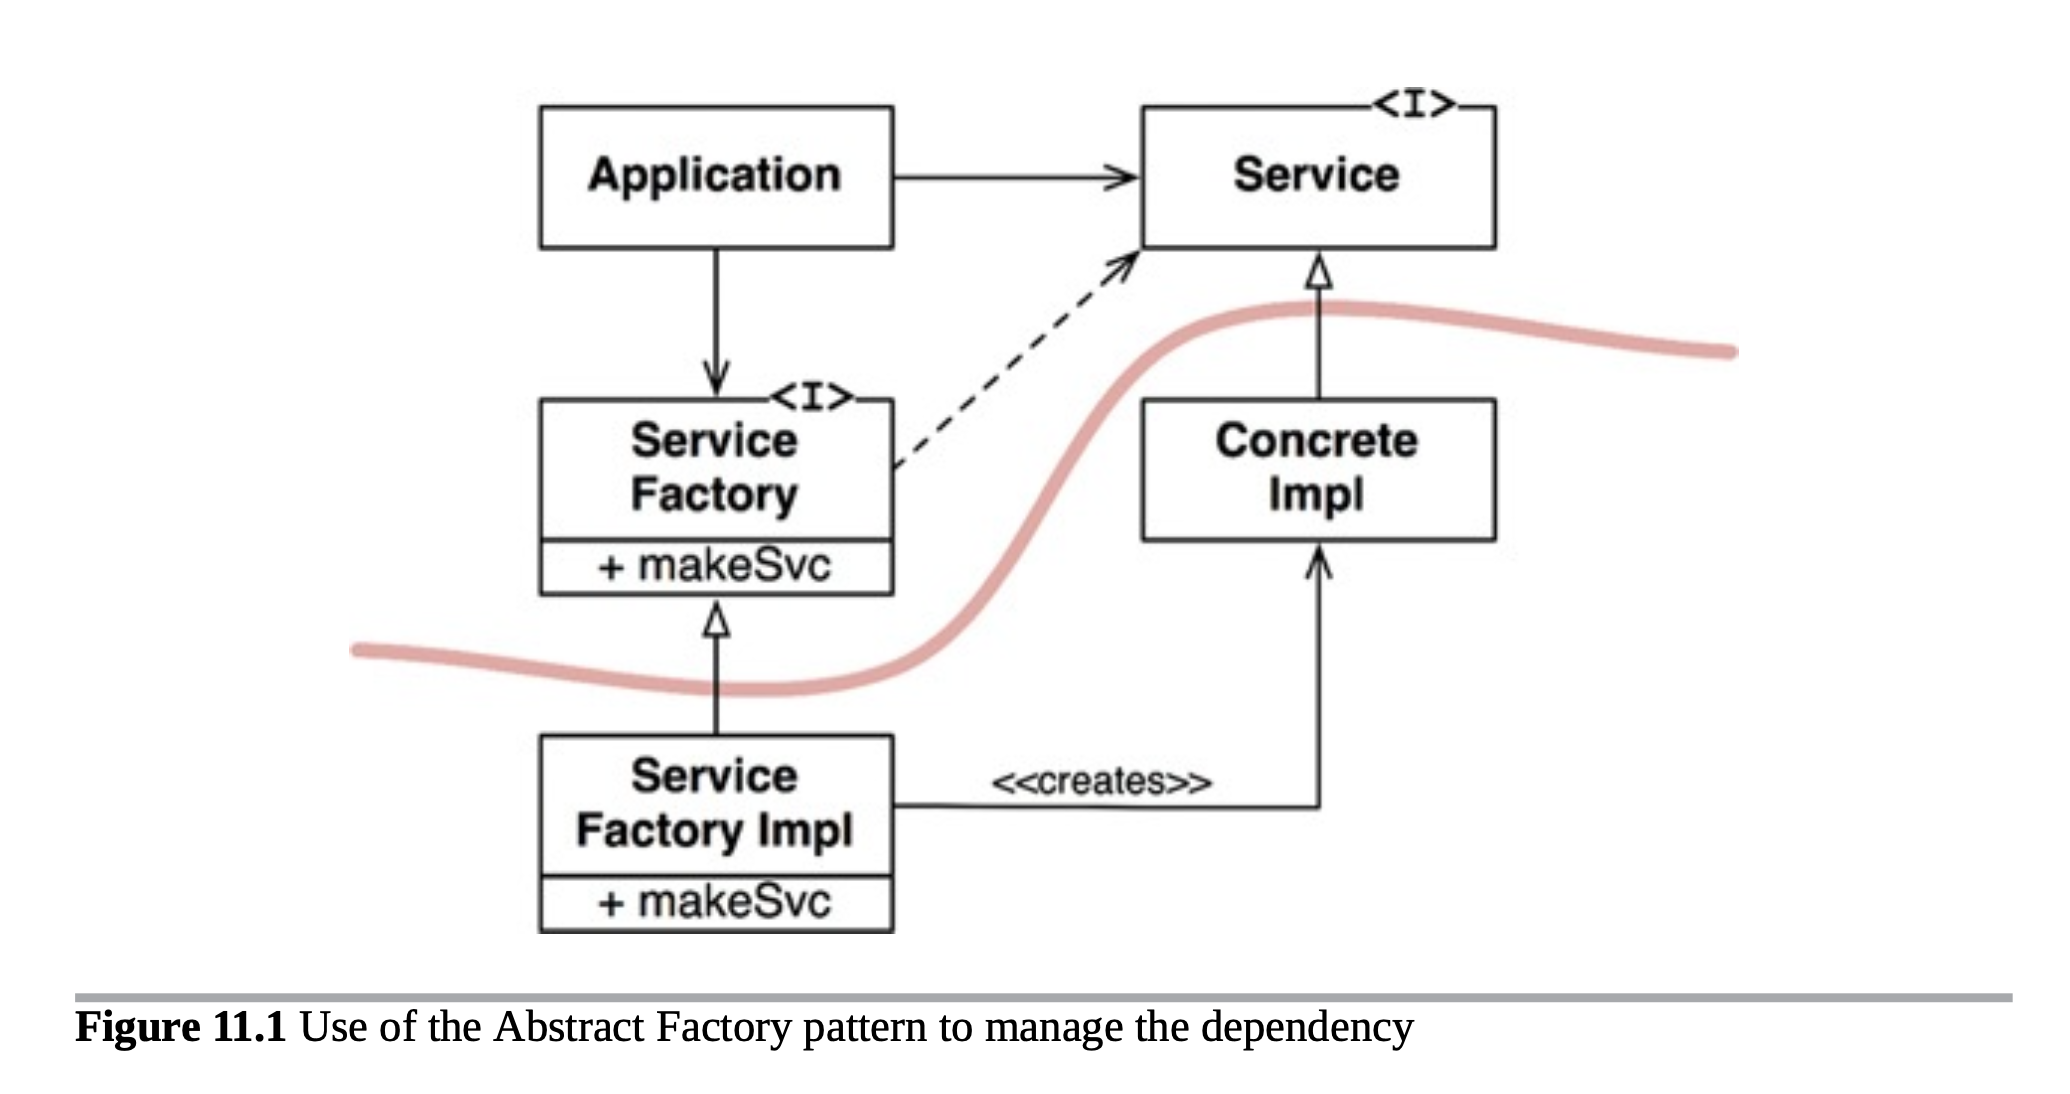 <I>
Application
Service
<I>
Service
Factory
+ makeSvc
Concrete
Impl
Service
Factory Impl
+ makeSvc
<<creates>>
Figure 11.1 Use of the Abstract Factory pattern to manage the dependency